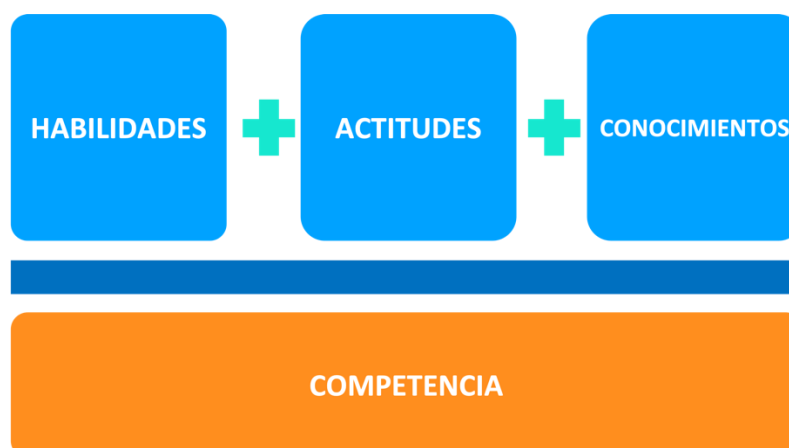 HABILIDADES
ACTITUDES
CONOCIMIENTOS
COMPETENCIA